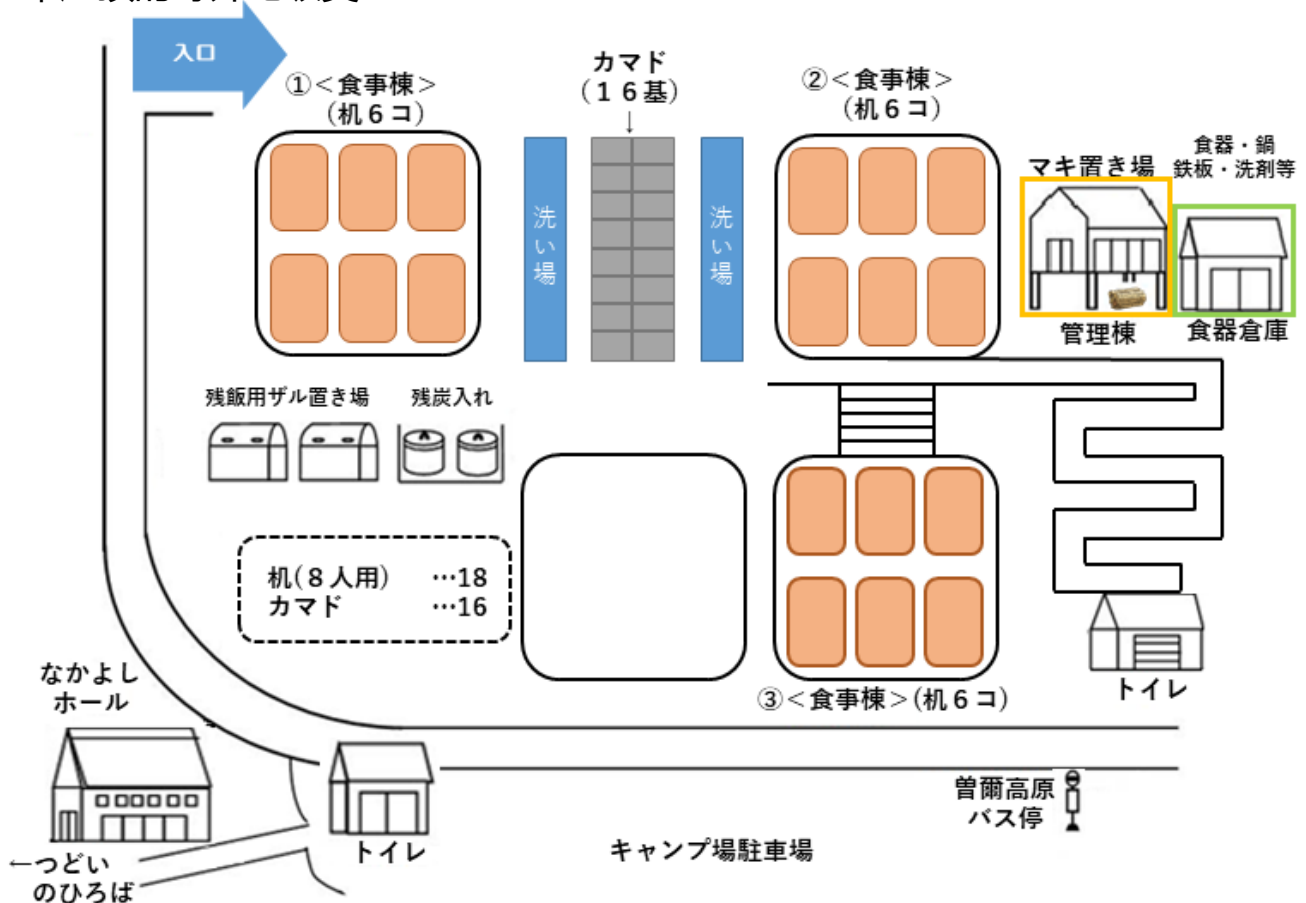 入口
①＜食事棟＞
(机６コ)
カマド
(１６基)
↓
②＜食事棟＞
(机６コ)
食器・鍋
鉄板・洗剤等
マキ置き場
洗い場
洗い場
管理棟
食器倉庫
残飯用ザル置き場
残炭入れ
机(８人用) …18
カマド …16
トイレ
③＜食事棟＞(机６コ)
なかよし
ホール
トイレ
曽爾高原
バス停
キャンプ場駐車場
←つどい
のひろば